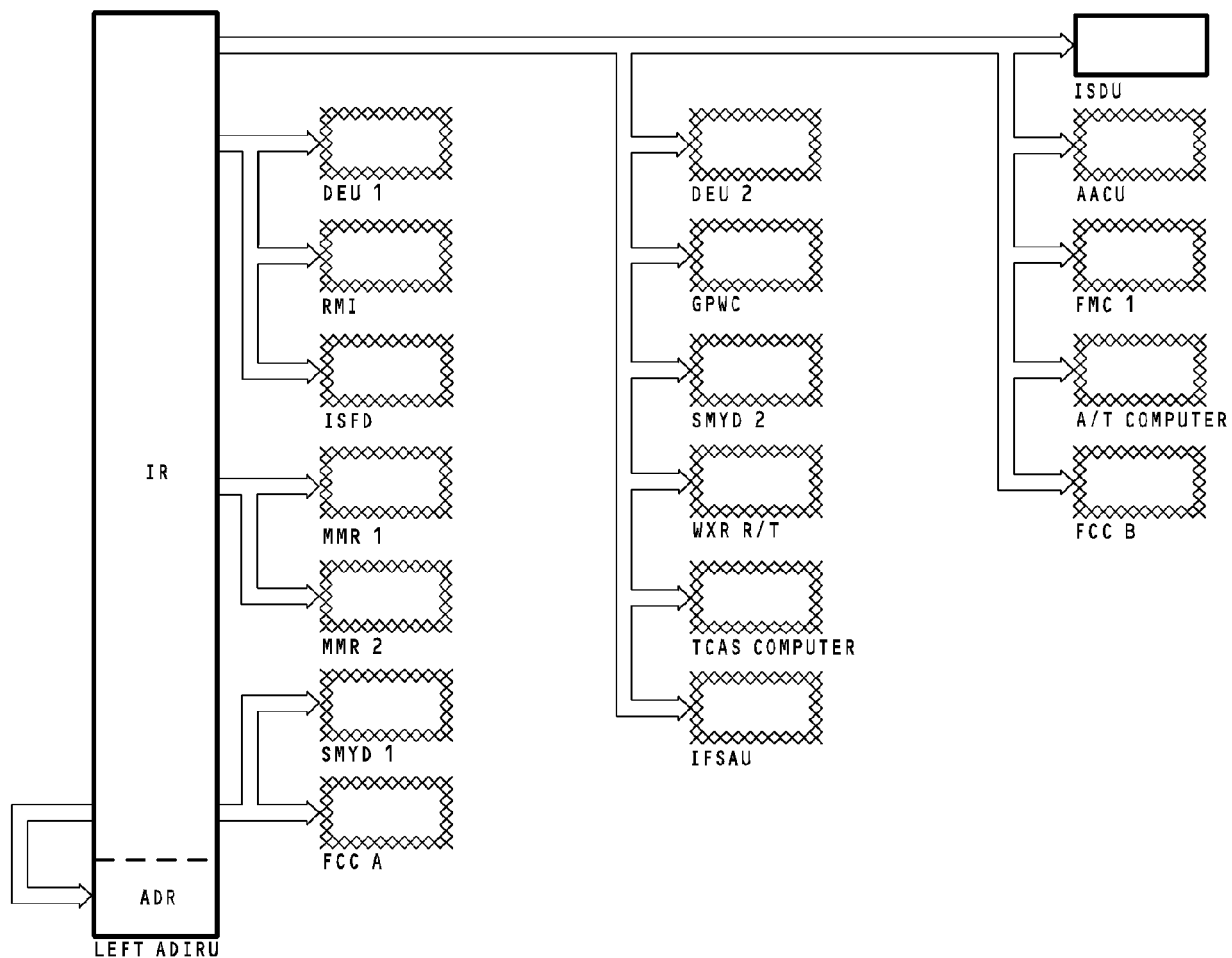 ISDU
DEU 1
DEU 2
AACU
RMI
GPWC
FMC 1
ISFD
SMYD 2
A/T COMPUTER
IR
MMR 1
WXR R/T
FCC B
MMR 2
TCAS COMPUTER
SMYD 1
IFSAU
FCC A
ADR
LEFT ADIRU